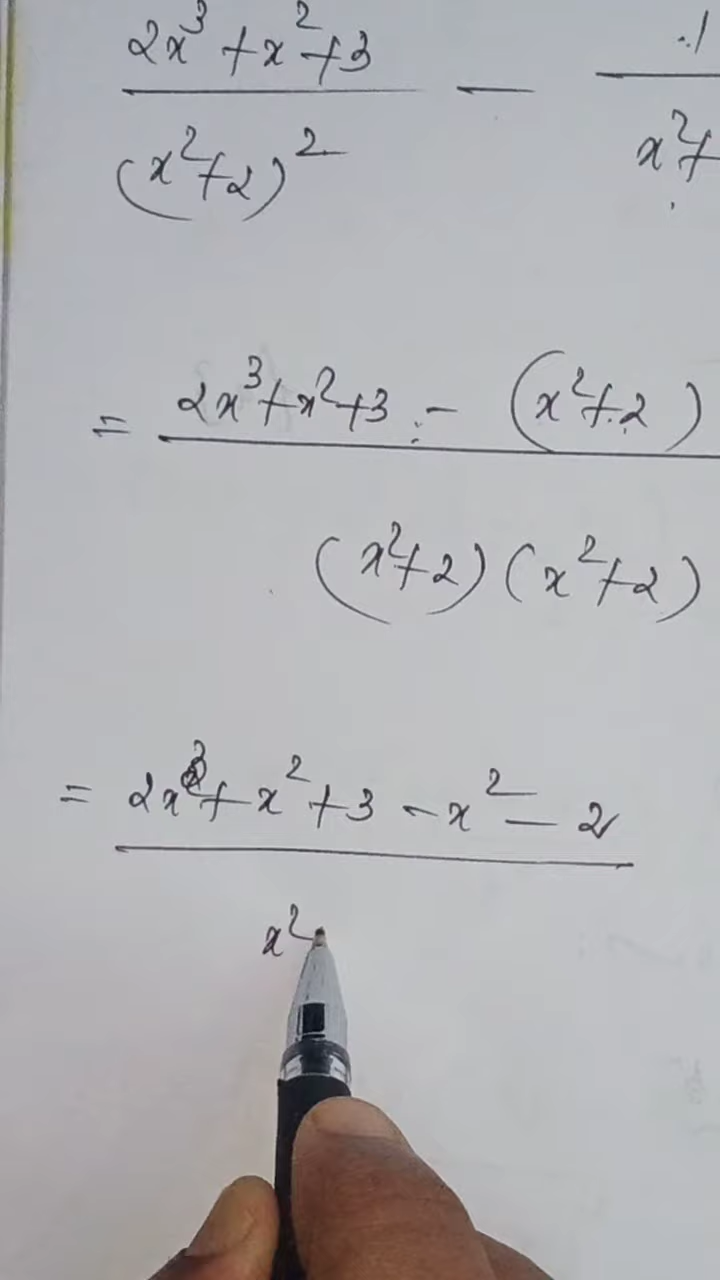 2x³ + x² + 3 / (x² + 2)² − 1 / x² +
= 2x³ + x² + 3 − (x² + 2) / (x² + 2)(x² + 2)
= 2x³ + x² + 3 − x² − 2 / x²